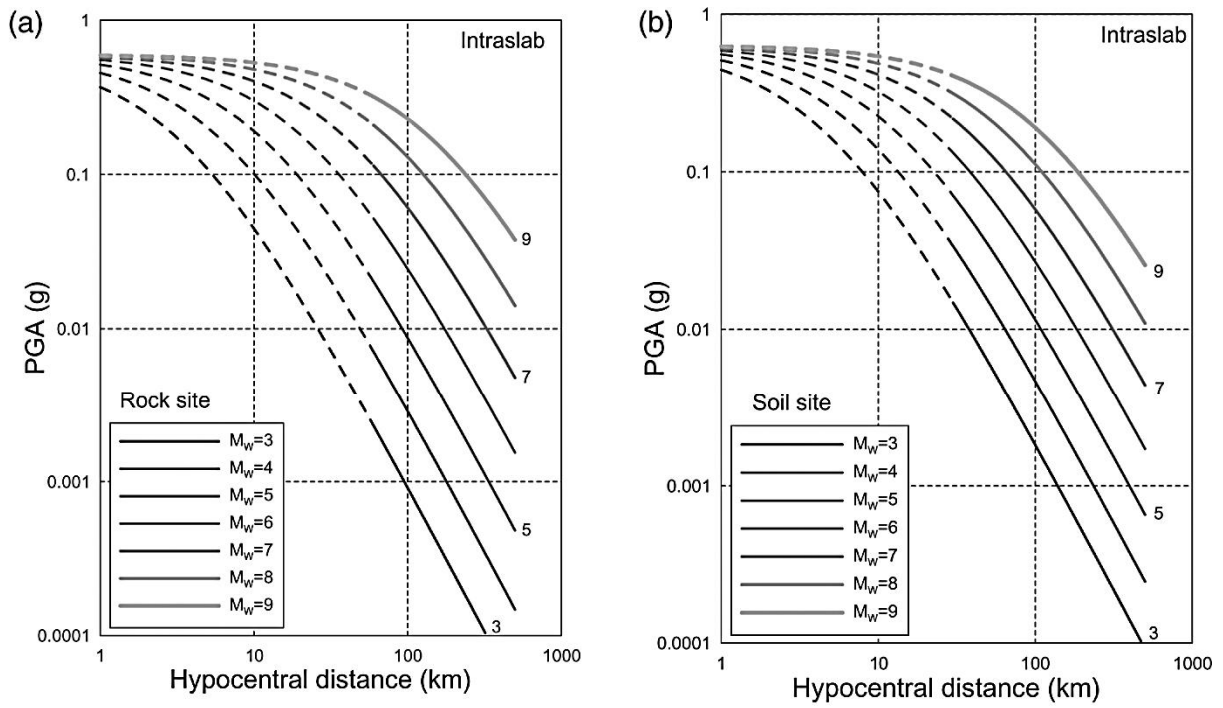 (a)
Intraslab
PGA (g)
1
0.1
0.01
0.001
0.0001
9
7
5
3
Rock site
Mw=3
Mw=4
Mw=5
Mw=6
Mw=7
Mw=8
Mw=9
1 10 100 1000
Hypocentral distance (km)
(b)
Intraslab
PGA (g)
1
0.1
0.01
0.001
0.0001
9
7
5
3
Soil site
Mw=3
Mw=4
Mw=5
Mw=6
Mw=7
Mw=8
Mw=9
1 10 100 1000
Hypocentral distance (km)